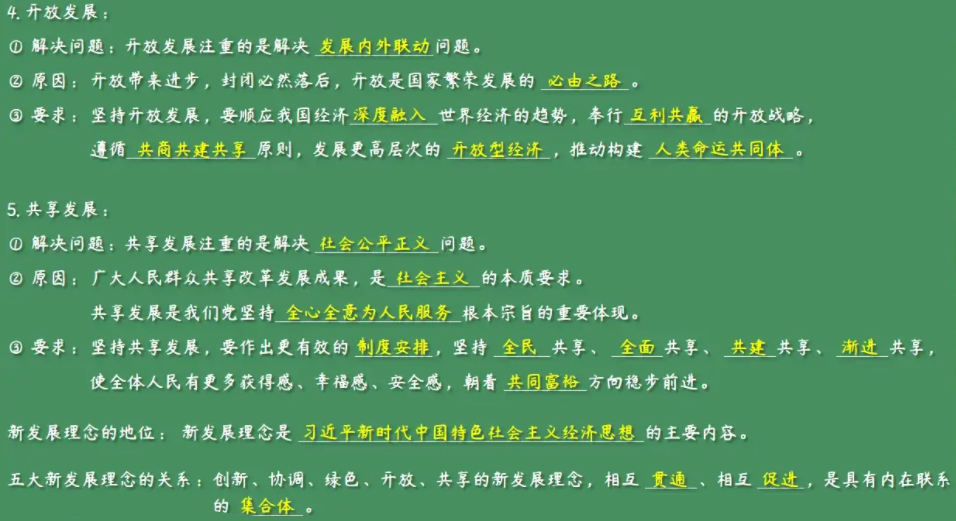 4. 开放发展：
① 解决问题：开放发展注重的是解决 发展内外联动 问题。
② 原因：开放带来进步，封闭必然落后，开放是国家繁荣发展的 必由之路 。
③ 要求：坚持开放发展，要顺应我国经济 深度融入 世界经济的趋势，奉行 互利共赢 的开放战略，
遵循 共商共建共享 原则，发展更高层次的 开放型经济 ，推动构建 人类命运共同体 。
5. 共享发展：
① 解决问题：共享发展注重的是解决 社会公平正义 问题。
② 原因：广大人民群众共享改革发展成果，是 社会主义 的本质要求。
共享发展是我们党坚持 全心全意为人民服务 根本宗旨的重要体现。
③ 要求：坚持共享发展，要作出更有效的 制度安排，坚持 全民 共享、 全面 共享、 共建 共享、 渐进 共享，
使全体人民有更多获得感、幸福感、安全感，朝着 共同富裕 方向稳步前进。
新发展理念的地位： 新发展理念是 习近平新时代中国特色社会主义经济思想 的主要内容。
五大新发展理念的关系：创新、协调、绿色、开放、共享的新发展理念，相互 贯通 、相互 促进 ，是具有内在联系
的 集合体 。